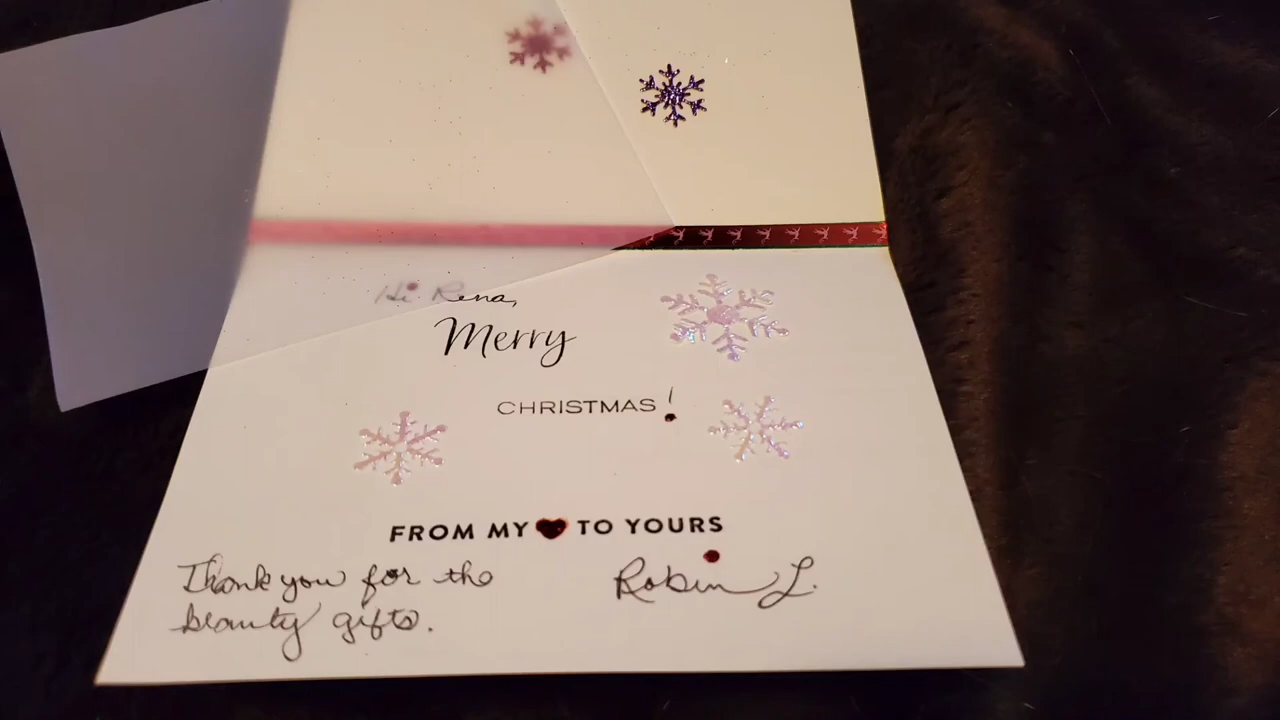 Hi Rena,
Merry
CHRISTMAS!
FROM MY ♥ TO YOURS
Thank you for the
beauty gifts.
Robin L.